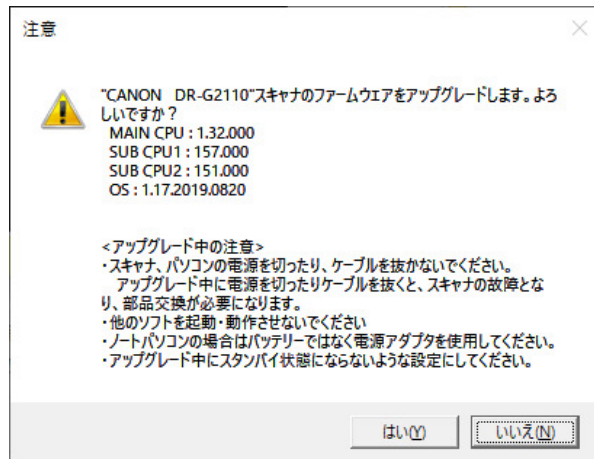 注意
"CANON DR-G2110"スキャナのファームウェアをアップグレードします。よろ
しいですか？
MAIN CPU : 1.32.000
SUB CPU1 : 157.000
SUB CPU2 : 151.000
OS : 1.17.2019.0820
<アップグレード中の注意>
・スキャナ、パソコンの電源を切ったり、ケーブルを抜かないでください。
アップグレード中に電源を切ったりケーブルを抜くと、スキャナの故障とな
り、部品交換が必要になります。
・他のソフトを起動・動作させないでください
・ノートパソコンの場合はバッテリーではなく電源アダプタを使用してください。
・アップグレード中にスタンバイ状態にならないような設定にしてください。
はい(Y)
いいえ(N)